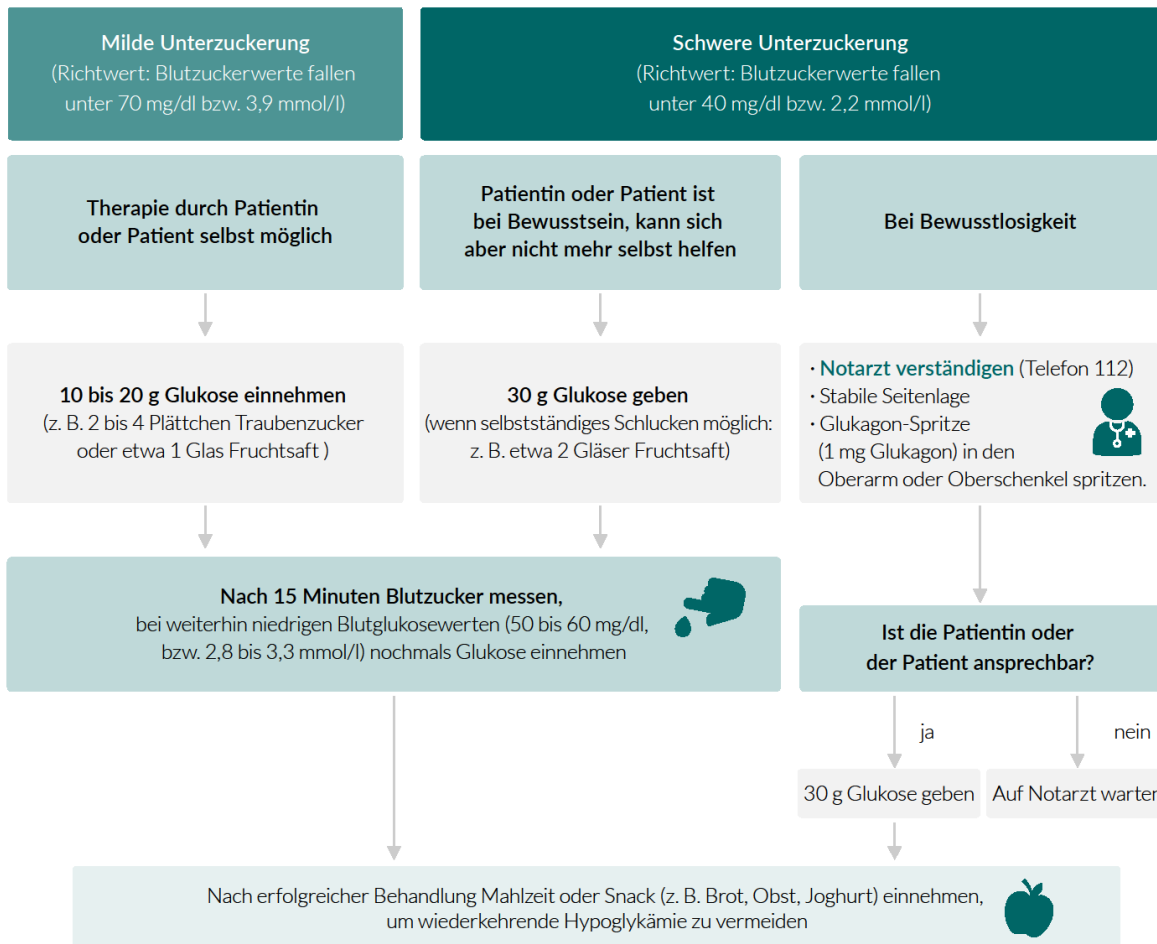 Milde Unterzuckerung
(Richtwert: Blutzuckerwerte fallen
unter 70 mg/dl bzw. 3,9 mmol/l)
Schwere Unterzuckerung
(Richtwert: Blutzuckerwerte fallen
unter 40 mg/dl bzw. 2,2 mmol/l)
Therapie durch Patientin
oder Patient selbst möglich
Patientin oder Patient ist
bei Bewusstsein, kann sich
aber nicht mehr selbst helfen
Bei Bewusstlosigkeit
10 bis 20 g Glukose einnehmen
(z. B. 2 bis 4 Plättchen Traubenzucker
oder etwa 1 Glas Fruchtsaft )
30 g Glukose geben
(wenn selbstständiges Schlucken möglich:
z. B. etwa 2 Gläser Fruchtsaft)
· Notarzt verständigen (Telefon 112)
· Stabile Seitenlage
· Glukagon-Spritze
(1 mg Glukagon) in den
Oberarm oder Oberschenkel spritzen.
Nach 15 Minuten Blutzucker messen,
bei weiterhin niedrigen Blutglukosewerten (50 bis 60 mg/dl,
bzw. 2,8 bis 3,3 mmol/l) nochmals Glukose einnehmen
Ist die Patientin oder
der Patient ansprechbar?
ja
nein
30 g Glukose geben
Auf Notarzt warten
Nach erfolgreicher Behandlung Mahlzeit oder Snack (z. B. Brot, Obst, Joghurt) einnehmen,
um wiederkehrende Hypoglykämie zu vermeiden